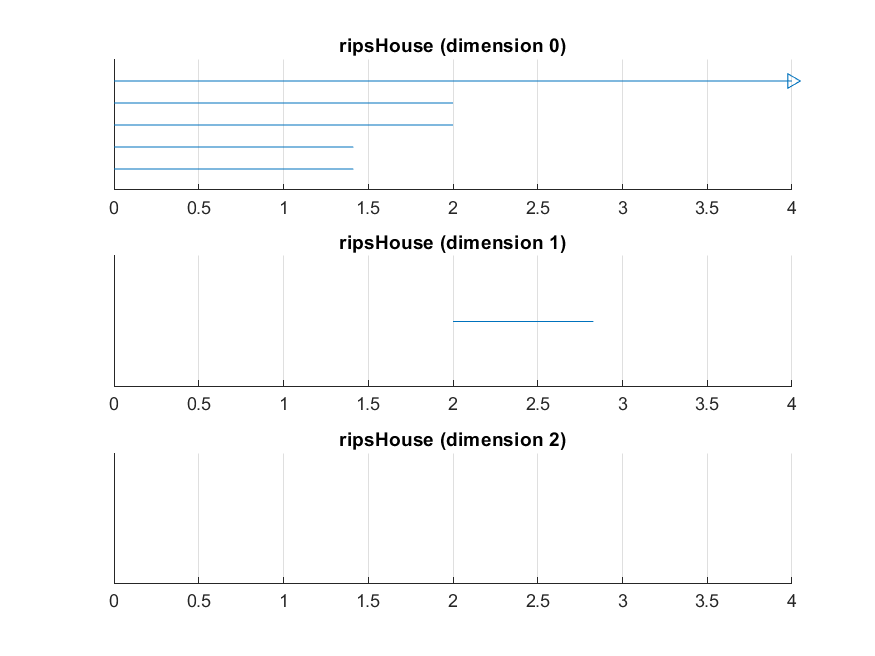 ripsHouse (dimension 0)
0 0.5 1 1.5 2 2.5 3 3.5 4
ripsHouse (dimension 1)
0 0.5 1 1.5 2 2.5 3 3.5 4
ripsHouse (dimension 2)
0 0.5 1 1.5 2 2.5 3 3.5 4